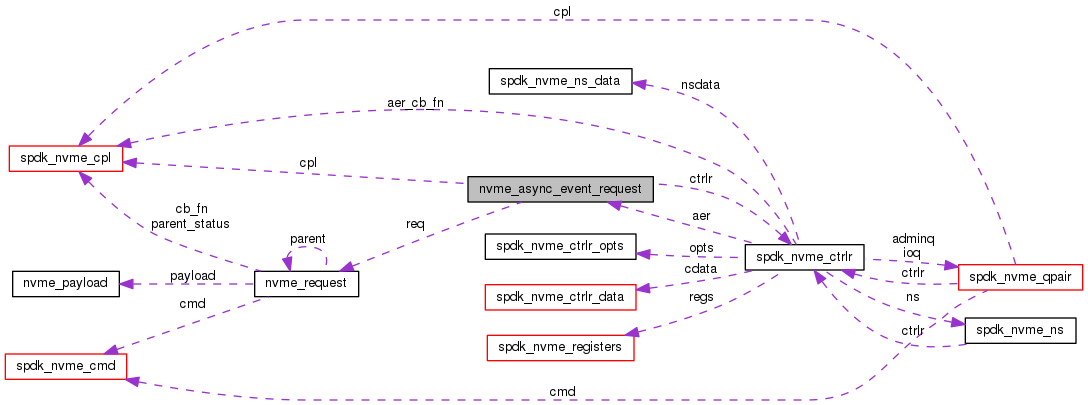 cpl
spdk_nvme_ns_data
nsdata
aer_cb_fn
spdk_nvme_cpl
cpl
nvme_async_event_request
ctrlr
cb_fn
parent_status
req
aer
parent
spdk_nvme_ctrlr_opts
opts
spdk_nvme_ctrlr
adminq
ioq
nvme_payload
payload
nvme_request
cdata
ctrlr
spdk_nvme_qpair
cmd
spdk_nvme_ctrlr_data
regs
ns
spdk_nvme_registers
ctrlr
spdk_nvme_ns
spdk_nvme_cmd
cmd